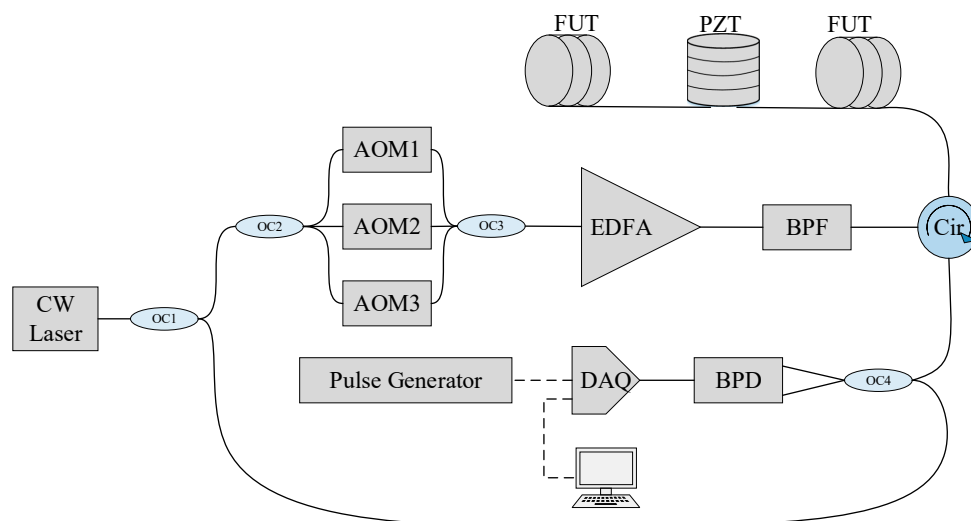 FUT
PZT
FUT
AOM1
OC2
AOM2
OC3
EDFA
BPF
Cir
AOM3
CW
Laser
OC1
Pulse Generator
DAQ
BPD
OC4